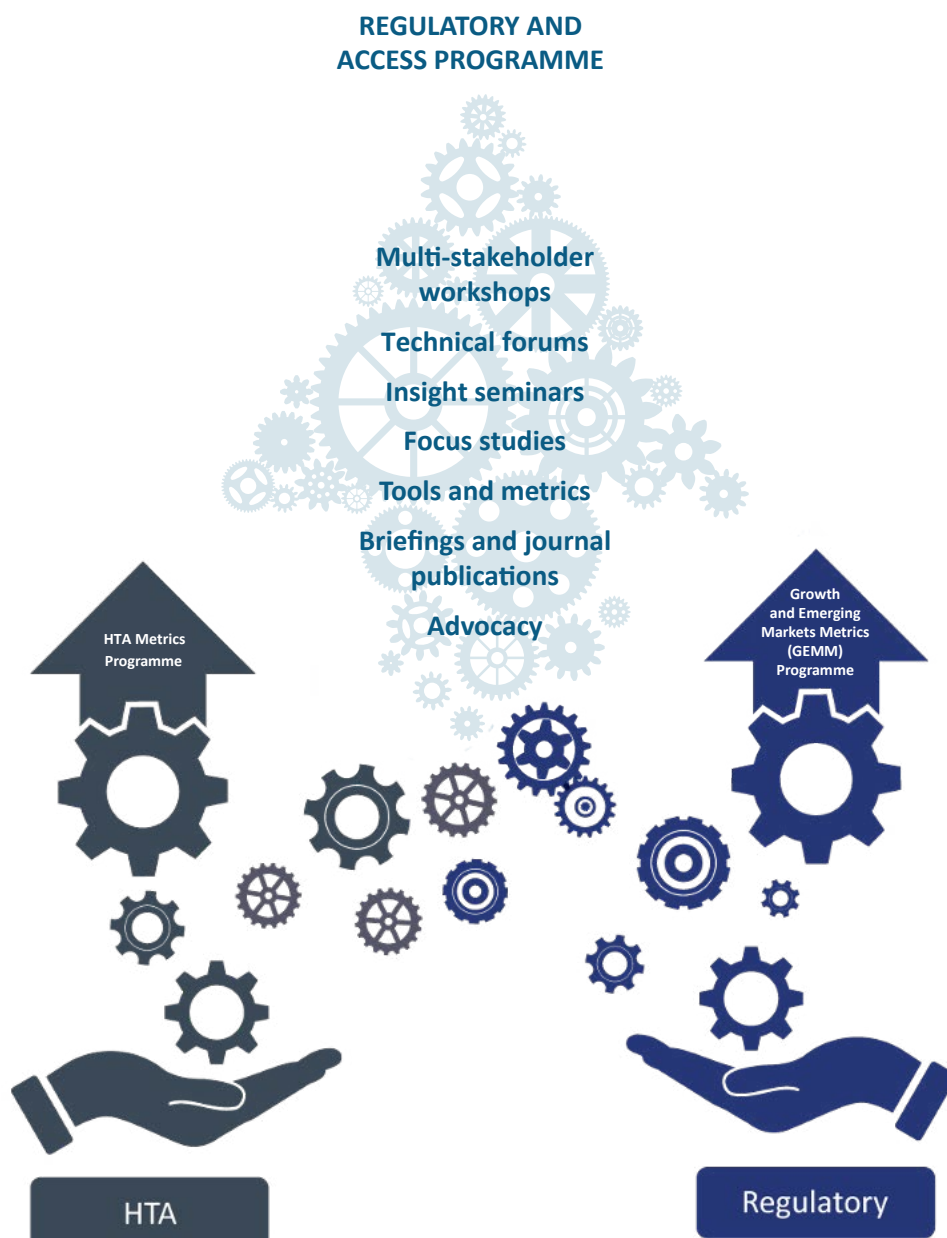 REGULATORY AND
ACCESS PROGRAMME
Multi-stakeholder
workshops
Technical forums
Insight seminars
Focus studies
Tools and metrics
Briefings and journal
publications
Advocacy
HTA Metrics
Programme
Growth
and Emerging
Markets Metrics
(GEMM)
Programme
HTA
Regulatory